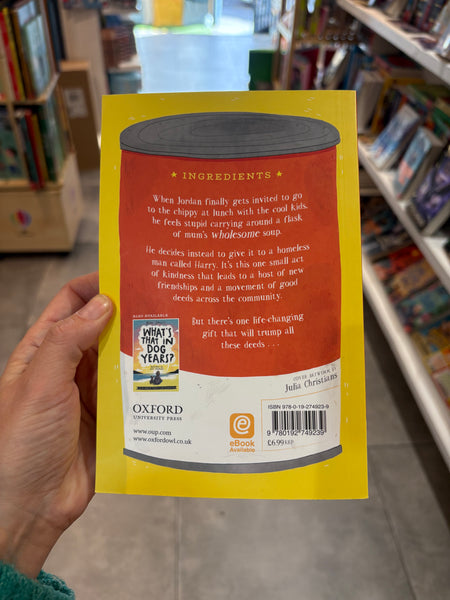 ★ INGREDIENTS ★
When Jordan finally gets invited to go
to the chippy at lunch with the cool kids,
he feels stupid carrying around a flask
of mum's wholesome soup.
He decides instead to give it to a homeless
man called Harry. It's this one small act
of kindness that leads to a host of new
friendships and a movement of good
deeds across the community.
But there's one life-changing
gift that will trump all
these deeds . . .
ALSO AVAILABLE
WHAT'S
THAT IN
DOG
YEARS?
COVER ARTWORK BY
Julia Christians
OXFORD
UNIVERSITY PRESS
www.oup.com
www.oxfordowl.co.uk
e
eBook
Available
ISBN 978-0-19-274923-9
9 780192 749239
£6.99 RRP